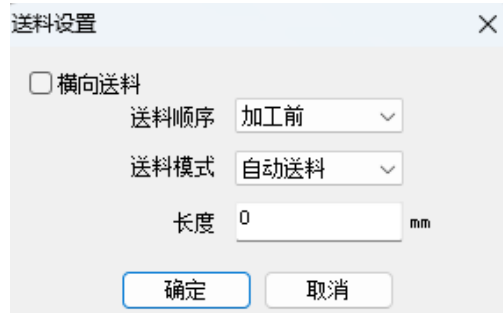 送料设置
横向送料
送料顺序 加工前
送料模式 自动送料
长度 0 mm
确定 取消